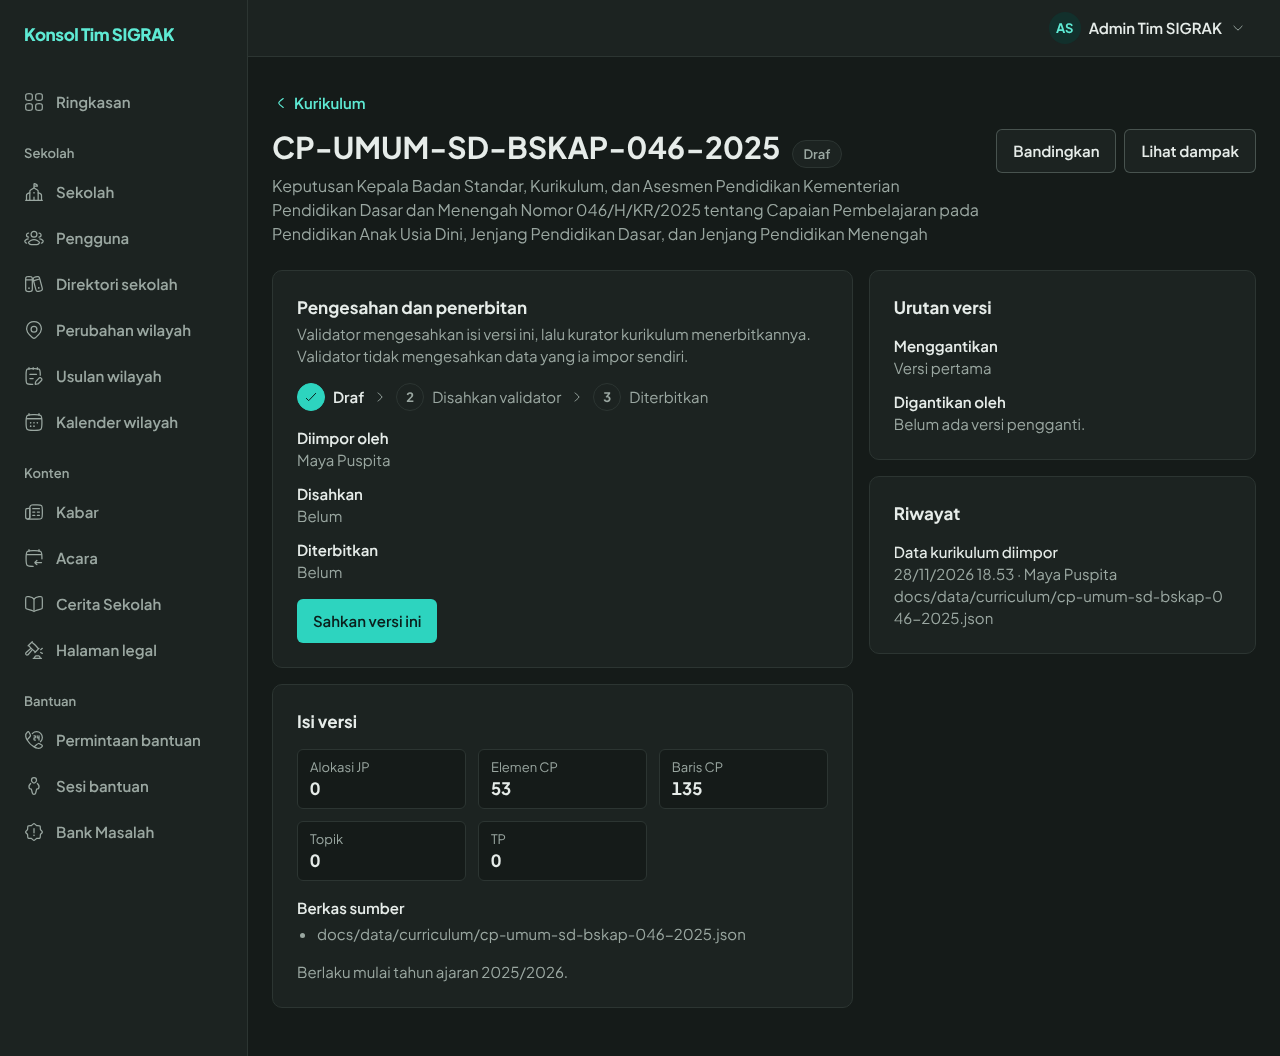 Konsol Tim SIGRAK
Ringkasan
Sekolah
Sekolah
Pengguna
Direktori sekolah
Perubahan wilayah
Usulan wilayah
Kalender wilayah
Konten
Kabar
Acara
Cerita Sekolah
Halaman legal
Bantuan
Permintaan bantuan
Sesi bantuan
Bank Masalah
AS Admin Tim SIGRAK
Kurikulum
CP-UMUM-SD-BSKAP-046-2025 Draf
Bandingkan
Lihat dampak
Keputusan Kepala Badan Standar, Kurikulum, dan Asesmen Pendidikan Kementerian
Pendidikan Dasar dan Menengah Nomor 046/H/KR/2025 tentang Capaian Pembelajaran pada
Pendidikan Anak Usia Dini, Jenjang Pendidikan Dasar, dan Jenjang Pendidikan Menengah
Pengesahan dan penerbitan
Validator mengesahkan isi versi ini, lalu kurator kurikulum menerbitkannya.
Validator tidak mengesahkan data yang ia impor sendiri.
Draf 2 Disahkan validator 3 Diterbitkan
Diimpor oleh
Maya Puspita
Disahkan
Belum
Diterbitkan
Belum
Sahkan versi ini
Isi versi
Alokasi JP
0
Elemen CP
53
Baris CP
135
Topik
0
TP
0
Berkas sumber
docs/data/curriculum/cp-umum-sd-bskap-046-2025.json
Berlaku mulai tahun ajaran 2025/2026.
Urutan versi
Menggantikan
Versi pertama
Digantikan oleh
Belum ada versi pengganti.
Riwayat
Data kurikulum diimpor
28/11/2026 18.53 · Maya Puspita
docs/data/curriculum/cp-umum-sd-bskap-0
46-2025.json